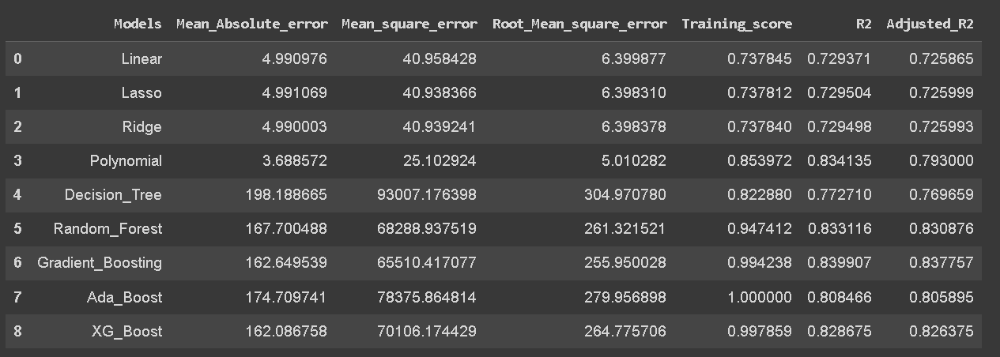 Models Mean_Absolute_error Mean_square_error Root_Mean_square_error Training_score R2 Adjusted_R2
0 Linear 4.990976 40.958428 6.399877 0.737845 0.729371 0.725865
1 Lasso 4.991069 40.938366 6.398310 0.737812 0.729504 0.725999
2 Ridge 4.990003 40.939241 6.398378 0.737840 0.729498 0.725993
3 Polynomial 3.688572 25.102924 5.010282 0.853972 0.834135 0.793000
4 Decision_Tree 198.188665 93007.176398 304.970780 0.822880 0.772710 0.769659
5 Random_Forest 167.700488 68288.937519 261.321521 0.947412 0.833116 0.830876
6 Gradient_Boosting 162.649539 65510.417077 255.950028 0.994238 0.839907 0.837757
7 Ada_Boost 174.709741 78375.864814 279.956898 1.000000 0.808466 0.805895
8 XG_Boost 162.086758 70106.174429 264.775706 0.997859 0.828675 0.826375